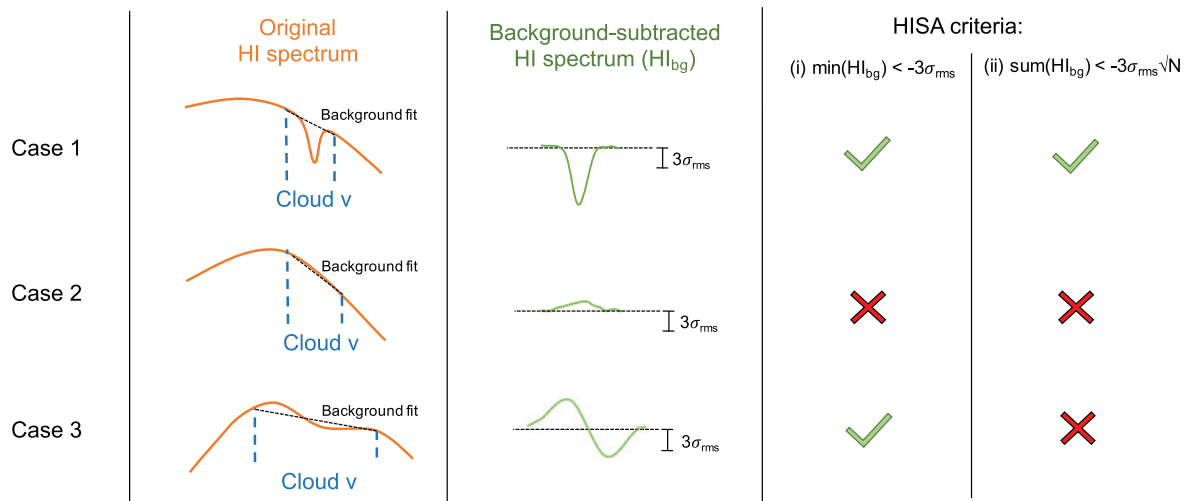 Original
HI spectrum
Background-subtracted
HI spectrum (HIbg)
HISA criteria:
(i) min(HIbg) < -3σrms
(ii) sum(HIbg) < -3σrms√N
Case 1
Background fit
Cloud v
3σrms
Case 2
Background fit
Cloud v
3σrms
Case 3
Background fit
Cloud v
3σrms